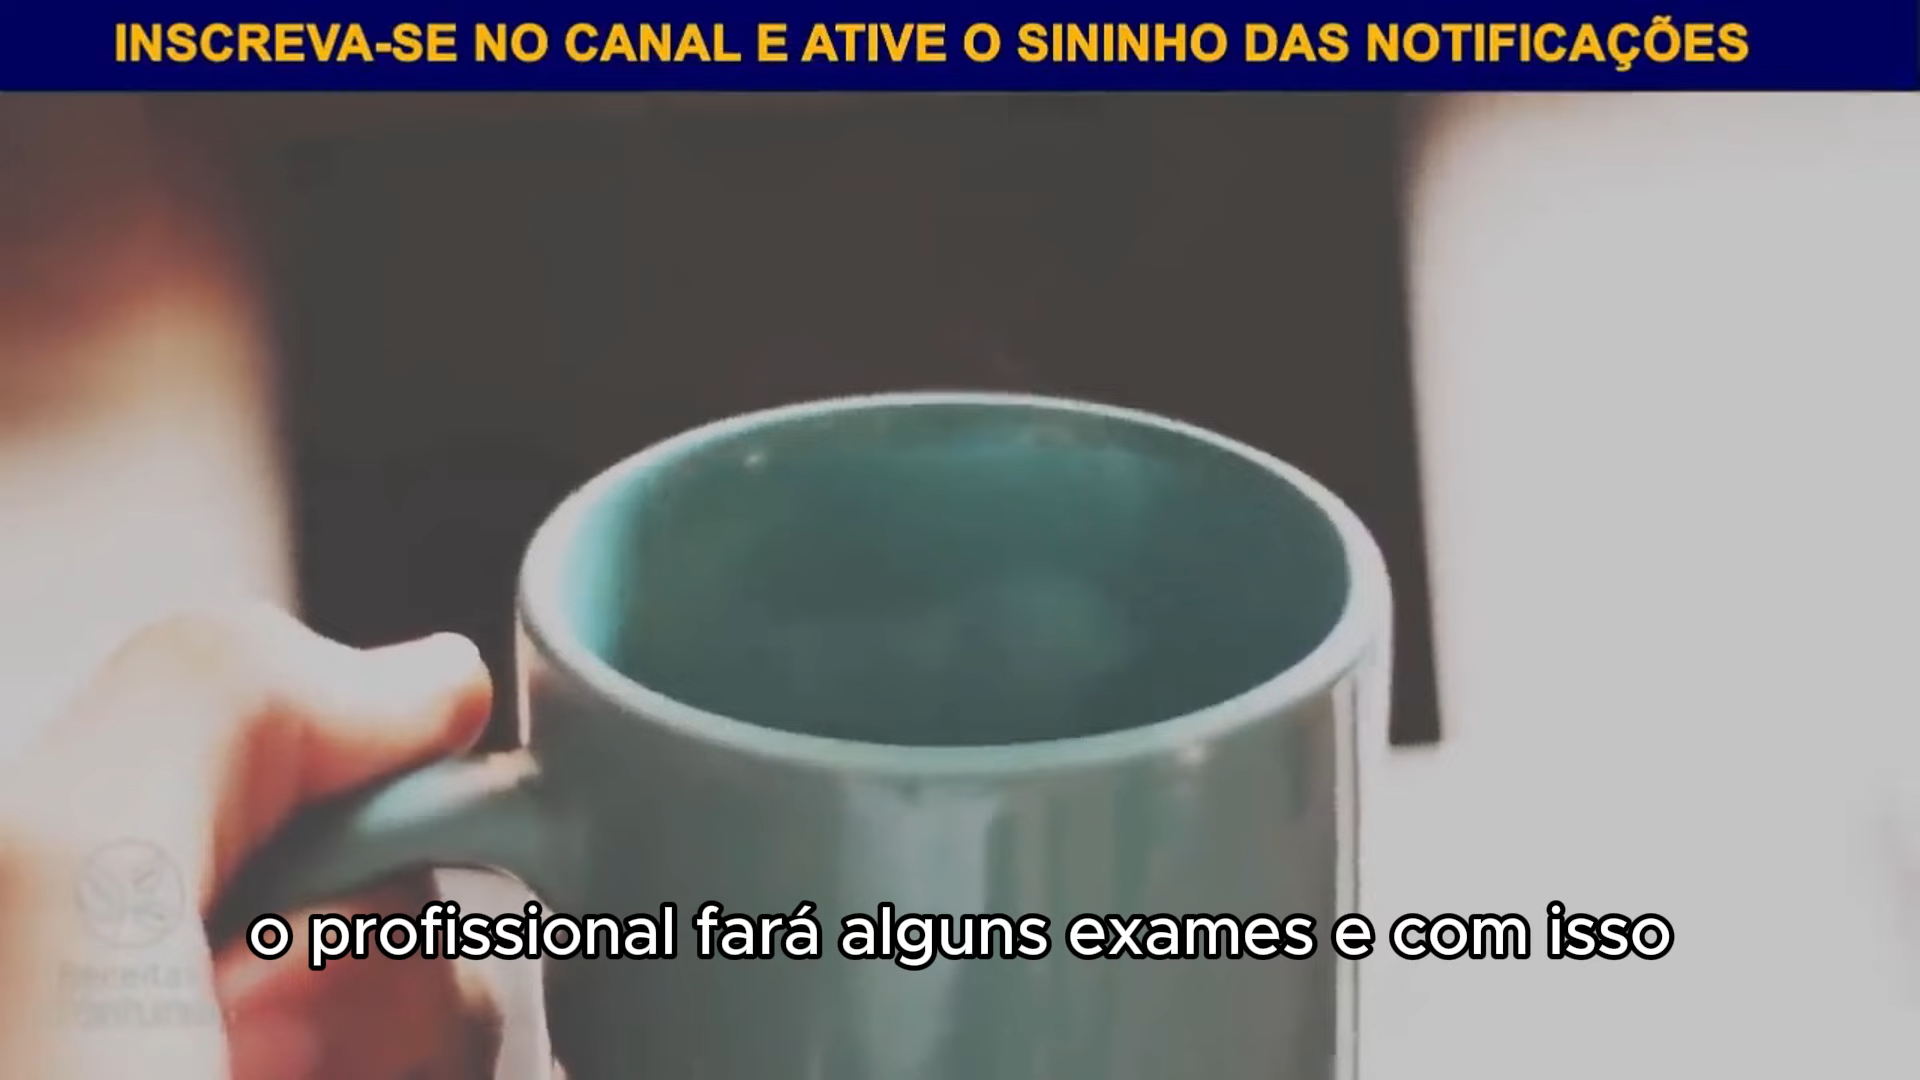 INSCREVA-SE NO CANAL E ATIVE O SININHO DAS NOTIFICAÇÕES
o profissional fará alguns exames e com isso